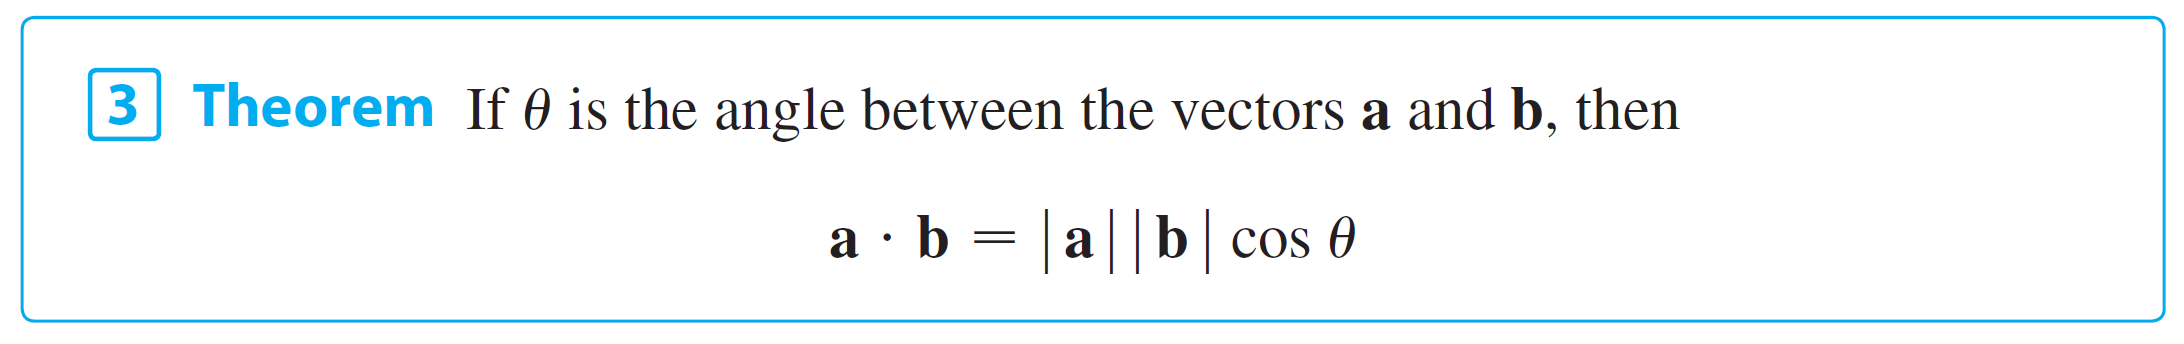 3 Theorem If θ is the angle between the vectors a and b, then
a · b = |a||b| cos θ